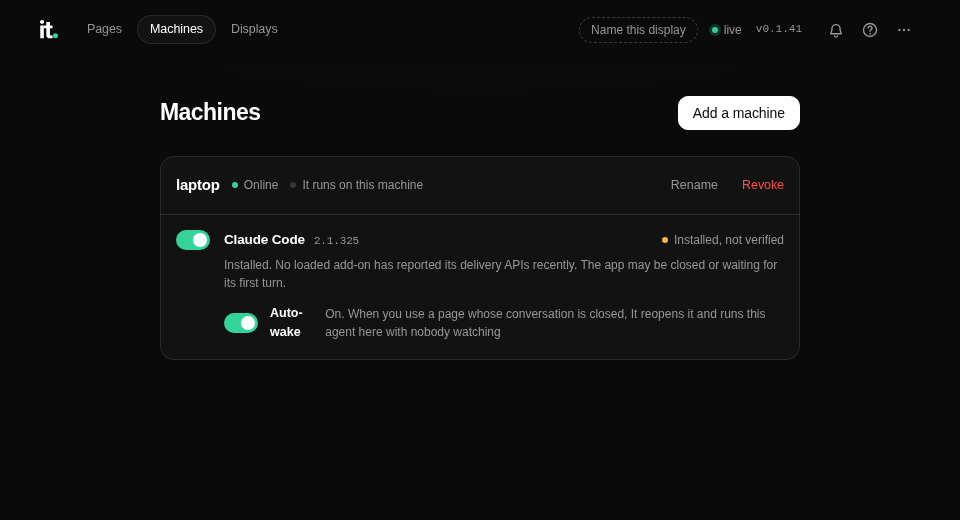 it.
Pages
Machines
Displays
Name this display
live
v0.1.41
Machines
Add a machine
laptop
Online
It runs on this machine
Rename
Revoke
Claude Code 2.1.325
Installed, not verified
Installed. No loaded add-on has reported its delivery APIs recently. The app may be closed or waiting for
its first turn.
Auto-
wake
On. When you use a page whose conversation is closed, It reopens it and runs this
agent here with nobody watching